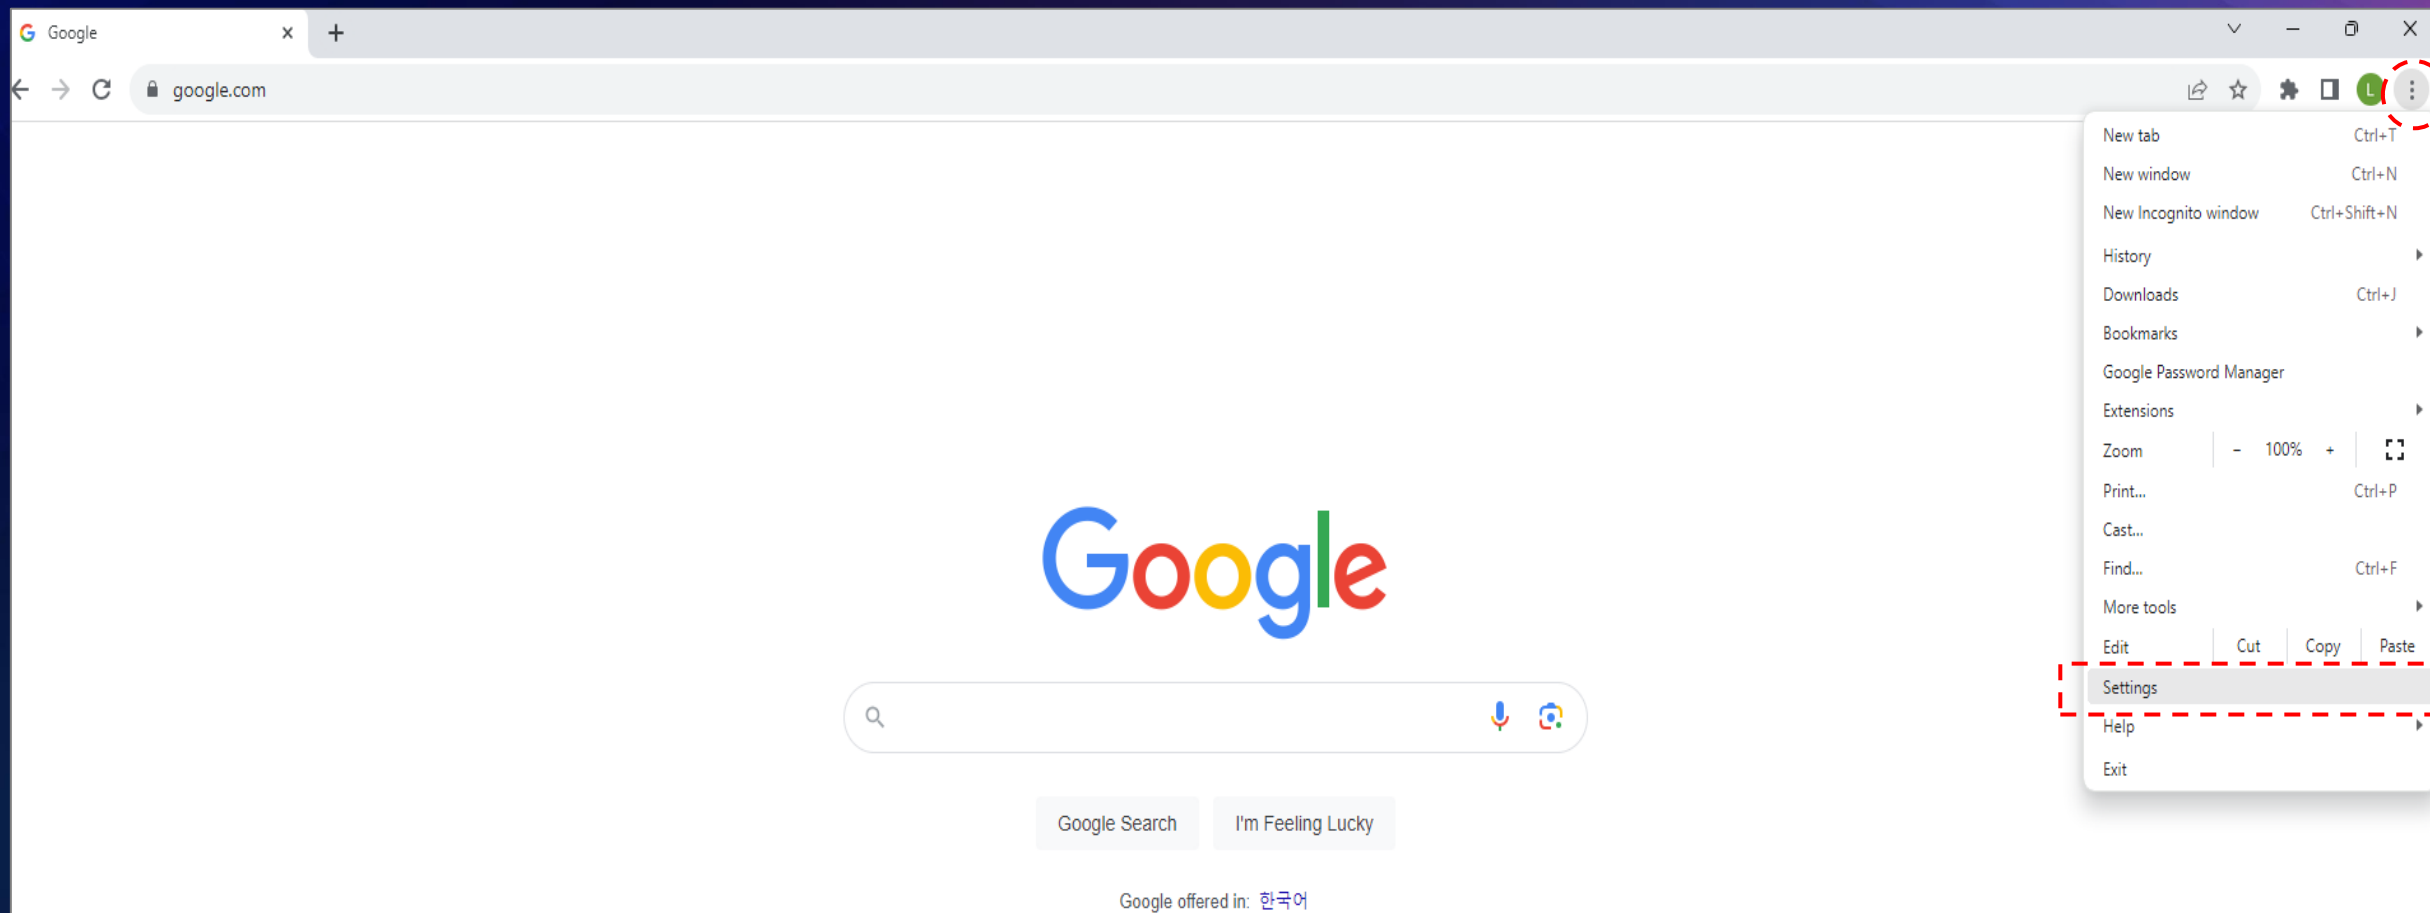 Google
google.com
L
New tab Ctrl+T
New window Ctrl+N
New Incognito window Ctrl+Shift+N
History
Downloads Ctrl+J
Bookmarks
Google Password Manager
Extensions
Zoom - 100% +
Print... Ctrl+P
Cast...
Find... Ctrl+F
More tools
Edit Cut Copy Paste
Settings
Help
Exit
Google
Google Search I'm Feeling Lucky
Google offered in: 한국어